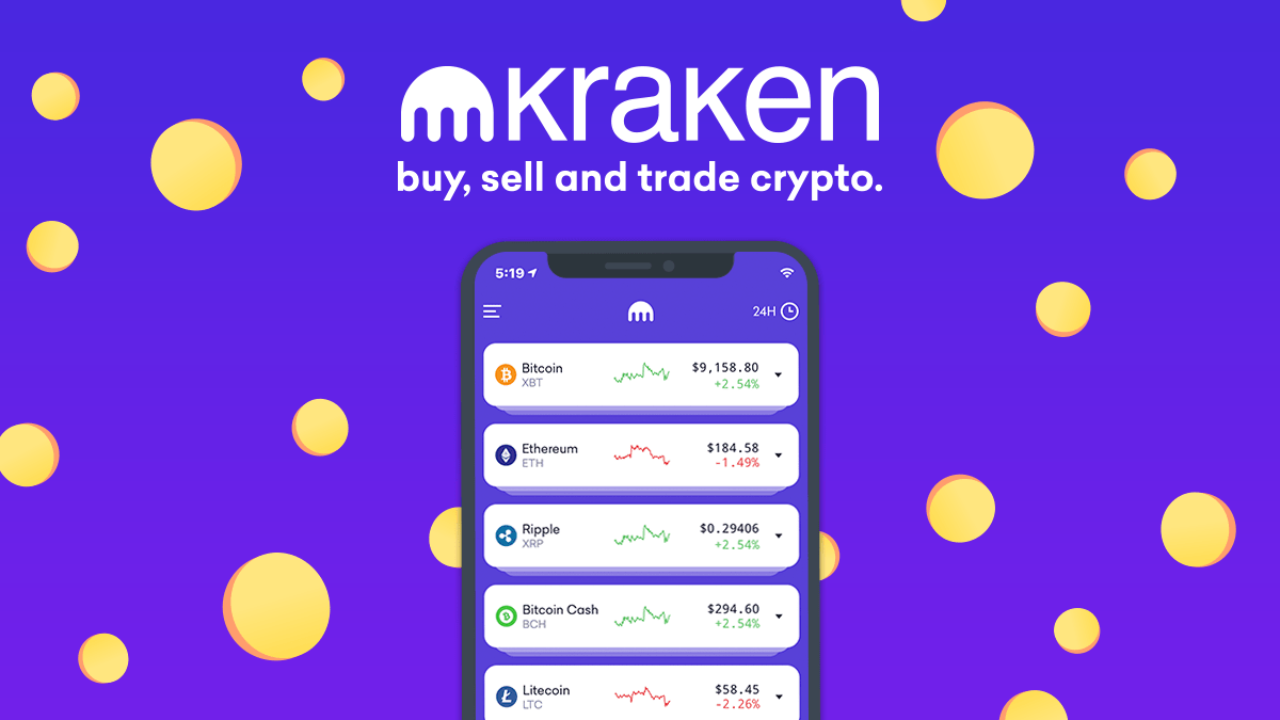 kraken
buy, sell and trade crypto.
5:19
24H
Bitcoin $9,158.80
XBT +2.54%
Ethereum $184.58
ETH -1.49%
Ripple $0.29406
XRP +2.54%
Bitcoin Cash $294.60
BCH +2.54%
Litecoin $58.45
LTC -2.26%